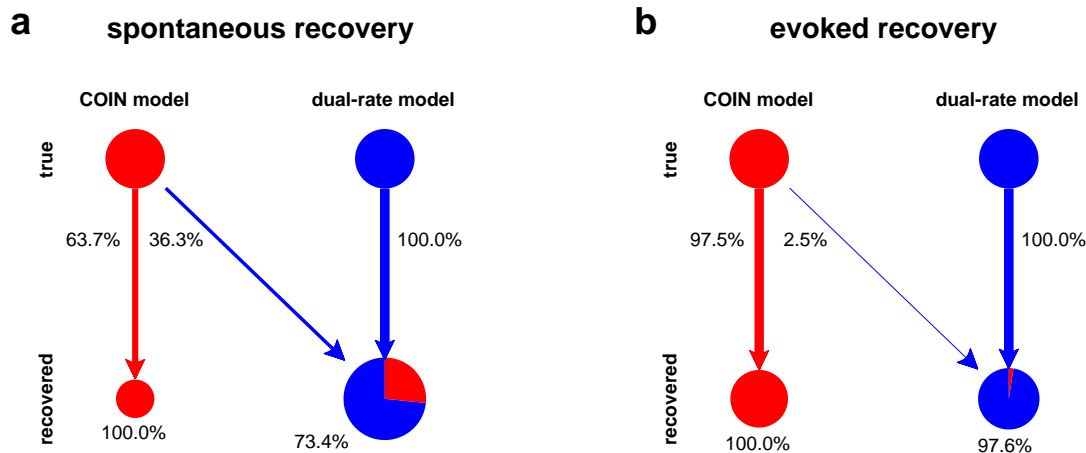 a
spontaneous recovery
COIN model
dual-rate model
true
63.7%
36.3%
100.0%
recovered
100.0%
73.4%
b
evoked recovery
COIN model
dual-rate model
true
97.5%
2.5%
100.0%
recovered
100.0%
97.6%